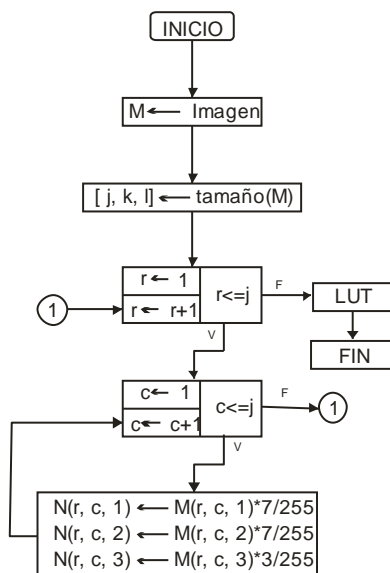 INICIO
M ← Imagen
[ j, k, l] ← tamaño(M)
r ← 1
r ← r+1
r<=j
F
V
1
LUT
FIN
c ← 1
c ← c+1
c<=j
F
V
1
N(r, c, 1) ← M(r, c, 1)*7/255
N(r, c, 2) ← M(r, c, 2)*7/255
N(r, c, 3) ← M(r, c, 3)*3/255